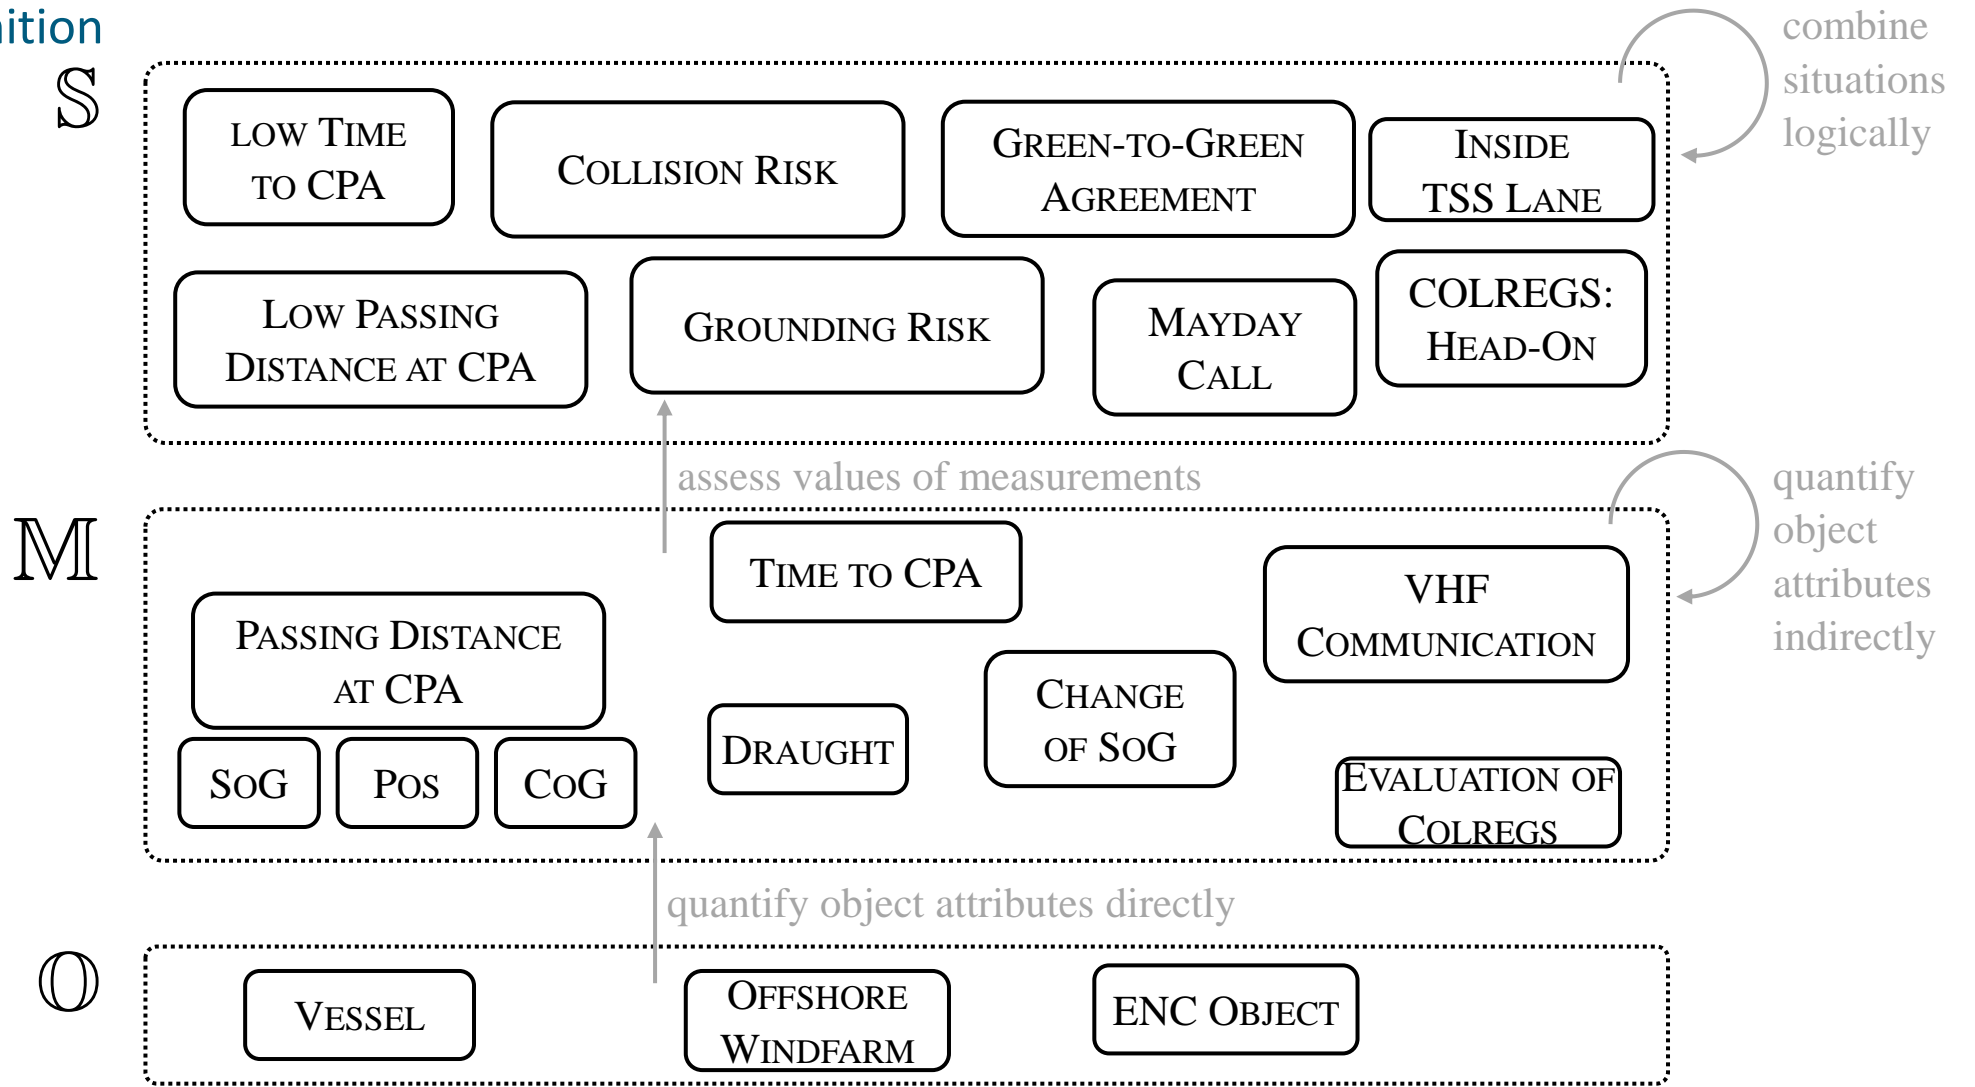 nition
combine
situations
logically
𝕊
LOW TIME
TO CPA
COLLISION RISK
GREEN-TO-GREEN
AGREEMENT
INSIDE
TSS LANE
LOW PASSING
DISTANCE AT CPA
GROUNDING RISK
MAYDAY
CALL
COLREGS:
HEAD-ON
assess values of measurements
quantify
object
attributes
indirectly
𝕄
TIME TO CPA
VHF
COMMUNICATION
PASSING DISTANCE
AT CPA
CHANGE
OF SOG
DRAUGHT
SOG
POS
COG
EVALUATION OF
COLREGS
quantify object attributes directly
𝕆
VESSEL
OFFSHORE
WINDFARM
ENC OBJECT